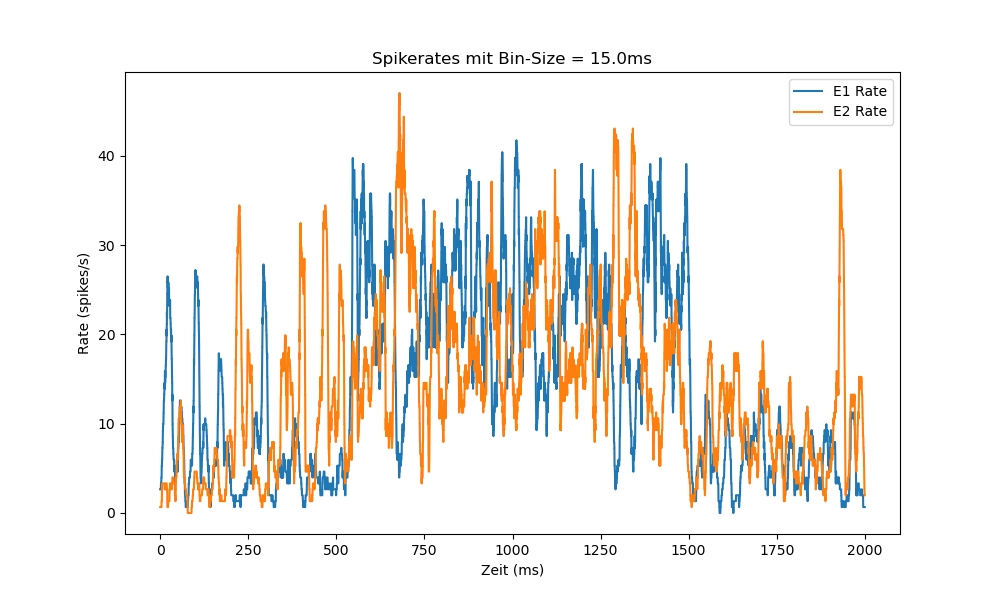 Spikerates mit Bin-Size = 15.0ms
E1 Rate
E2 Rate
Rate (spikes/s)
40
30
20
10
0
0 250 500 750 1000 1250 1500 1750 2000
Zeit (ms)